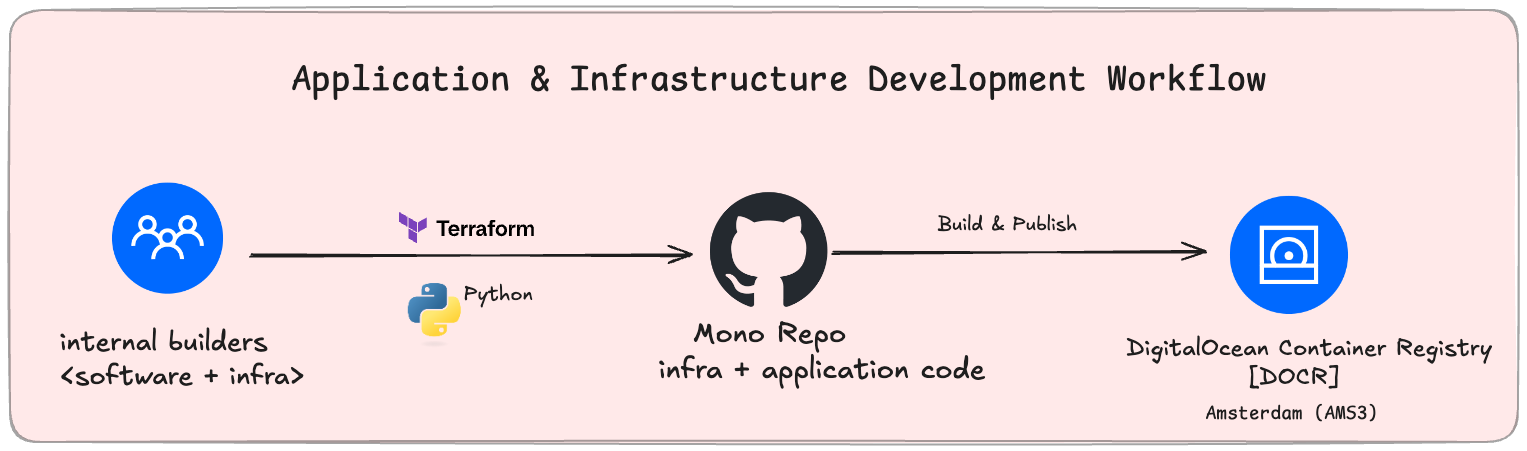 Application & Infrastructure Development Workflow
Terraform
Python
Build & Publish
internal builders
<software + infra>
Mono Repo
infra + application code
DigitalOcean Container Registry
[DOCR]
Amsterdam (AMS3)